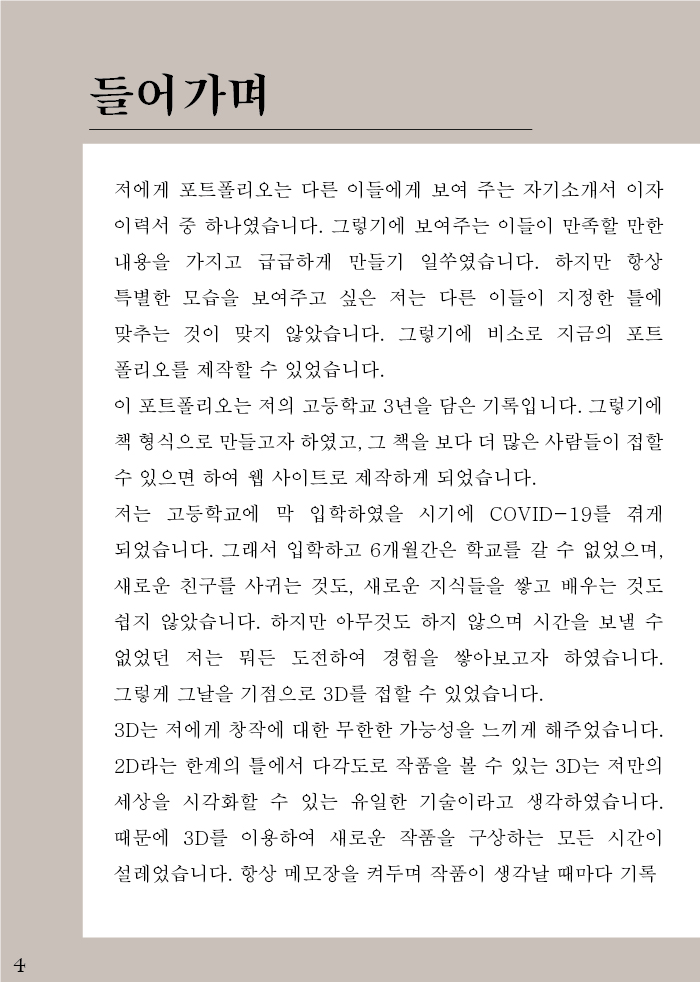 들어가며
저에게 포트폴리오는 다른 이들에게 보여 주는 자기소개서 이자
이력서 중 하나였습니다. 그렇기에 보여주는 이들이 만족할 만한
내용을 가지고 급급하게 만들기 일쑤였습니다. 하지만 항상
특별한 모습을 보여주고 싶은 저는 다른 이들이 지정한 틀에
맞추는 것이 맞지 않았습니다. 그렇기에 비소로 지금의 포트
폴리오를 제작할 수 있었습니다.
이 포트폴리오는 저의 고등학교 3년을 담은 기록입니다. 그렇기에
책 형식으로 만들고자 하였고, 그 책을 보다 더 많은 사람들이 접할
수 있으면 하여 웹 사이트로 제작하게 되었습니다.
저는 고등학교에 막 입학하였을 시기에 COVID-19를 겪게
되었습니다. 그래서 입학하고 6개월간은 학교를 갈 수 없었으며,
새로운 친구를 사귀는 것도, 새로운 지식들을 쌓고 배우는 것도
쉽지 않았습니다. 하지만 아무것도 하지 않으며 시간을 보낼 수
없었던 저는 뭐든 도전하여 경험을 쌓아보고자 하였습니다.
그렇게 그날을 기점으로 3D를 접할 수 있었습니다.
3D는 저에게 창작에 대한 무한한 가능성을 느끼게 해주었습니다.
2D라는 한계의 틀에서 다각도로 작품을 볼 수 있는 3D는 저만의
세상을 시각화할 수 있는 유일한 기술이라고 생각하였습니다.
때문에 3D를 이용하여 새로운 작품을 구상하는 모든 시간이
설레었습니다. 항상 메모장을 켜두며 작품이 생각날 때마다 기록
4